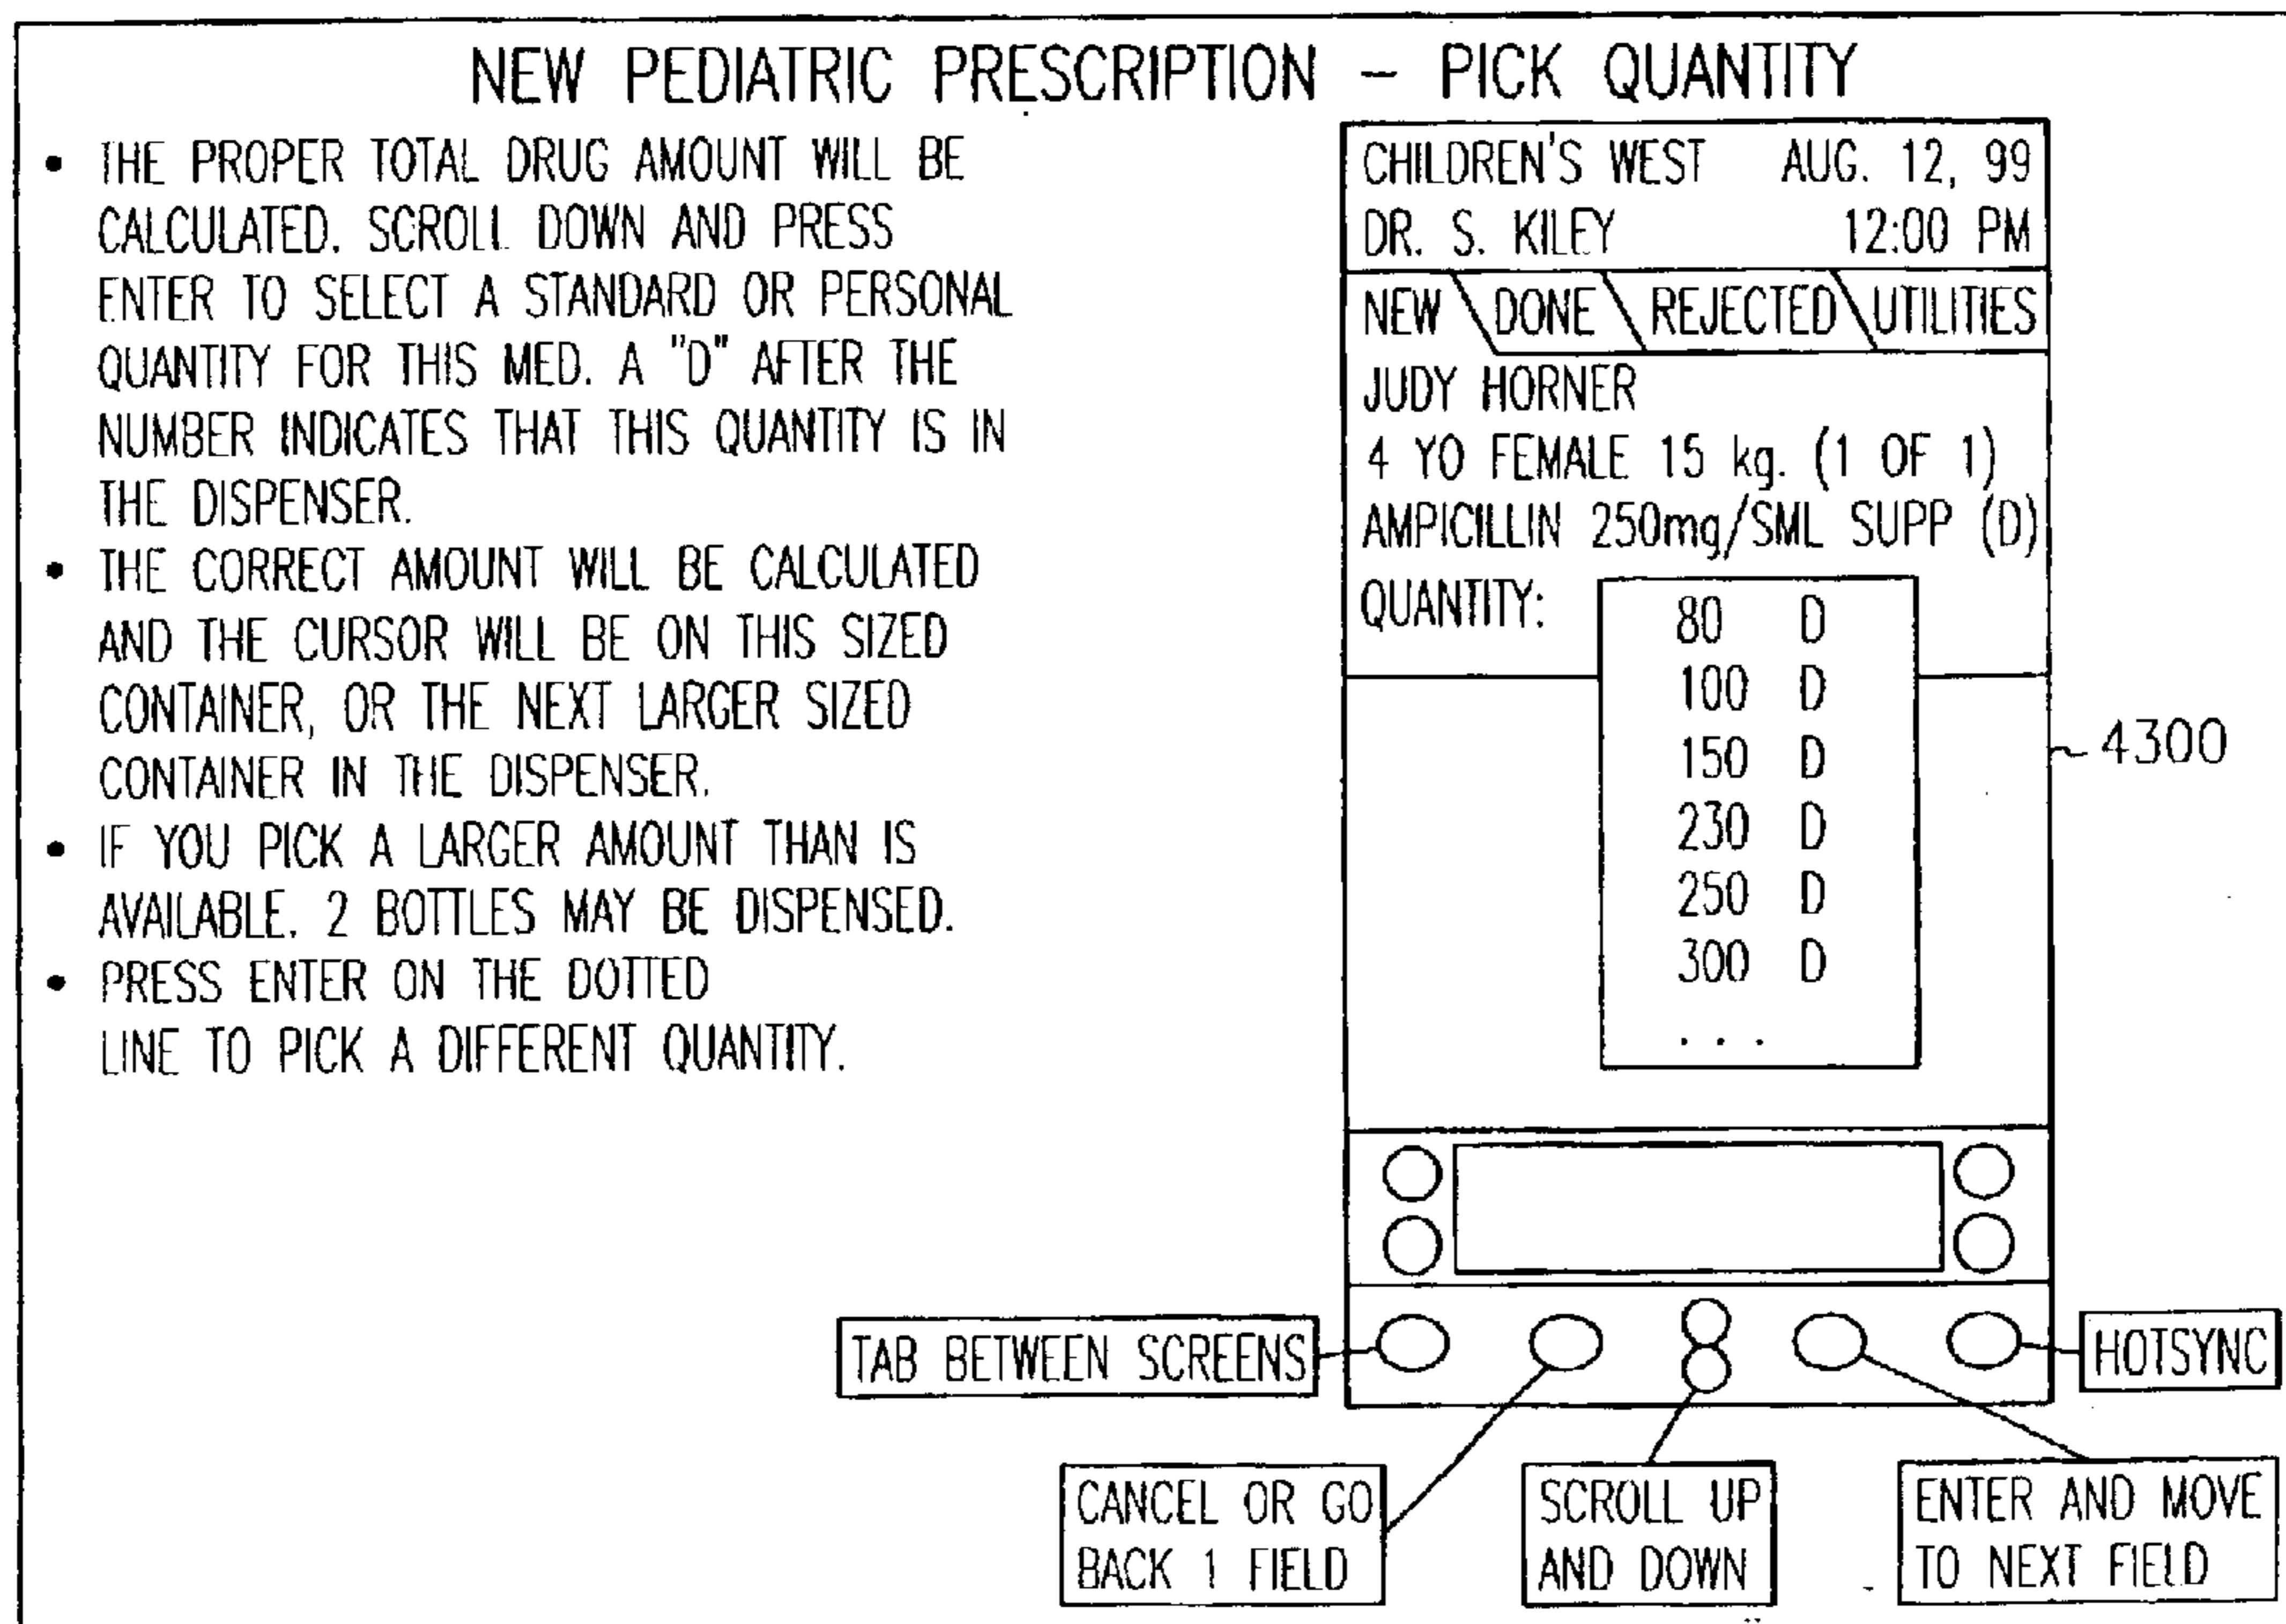 NEW PEDIATRIC PRESCRIPTION – PICK QUANTITY
• THE PROPER TOTAL DRUG AMOUNT WILL BE
CALCULATED. SCROLL DOWN AND PRESS
ENTER TO SELECT A STANDARD OR PERSONAL
QUANTITY FOR THIS MED. A "D" AFTER THE
NUMBER INDICATES THAT THIS QUANTITY IS IN
THE DISPENSER.
• THE CORRECT AMOUNT WILL BE CALCULATED
AND THE CURSOR WILL BE ON THIS SIZED
CONTAINER, OR THE NEXT LARGER SIZED
CONTAINER IN THE DISPENSER.
• IF YOU PICK A LARGER AMOUNT THAN IS
AVAILABLE. 2 BOTTLES MAY BE DISPENSED.
• PRESS ENTER ON THE DOTTED
LINE TO PICK A DIFFERENT QUANTITY.
CHILDREN'S WEST AUG. 12, 99
DR. S. KILEY 12:00 PM
NEW DONE REJECTED UTILITIES
JUDY HORNER
4 YO FEMALE 15 kg. (1 OF 1)
AMPICILLIN 250mg/SML SUPP (D)
QUANTITY:
80 D
100 D
150 D
230 D
250 D
300 D
. . .
4300
TAB BETWEEN SCREENS
HOTSYNC
CANCEL OR GO
BACK 1 FIELD
SCROLL UP
AND DOWN
ENTER AND MOVE
TO NEXT FIELD